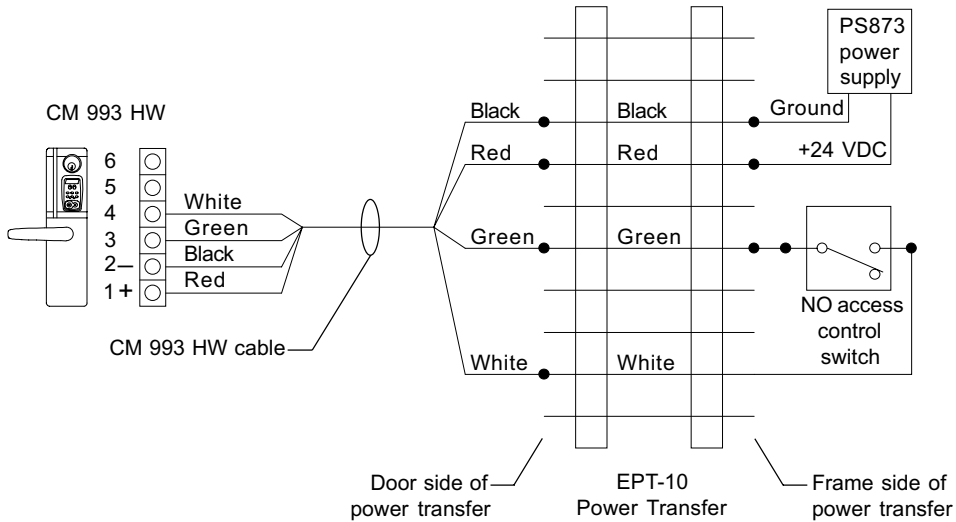 PS873
power
supply
CM 993 HW
Black
Black
Ground
Red
Red
+24 VDC
6
5
4
3
2–
1+
White
Green
Black
Red
Green
Green
NO access
control
switch
CM 993 HW cable
White
White
Door side of
power transfer
EPT-10
Power Transfer
Frame side of
power transfer